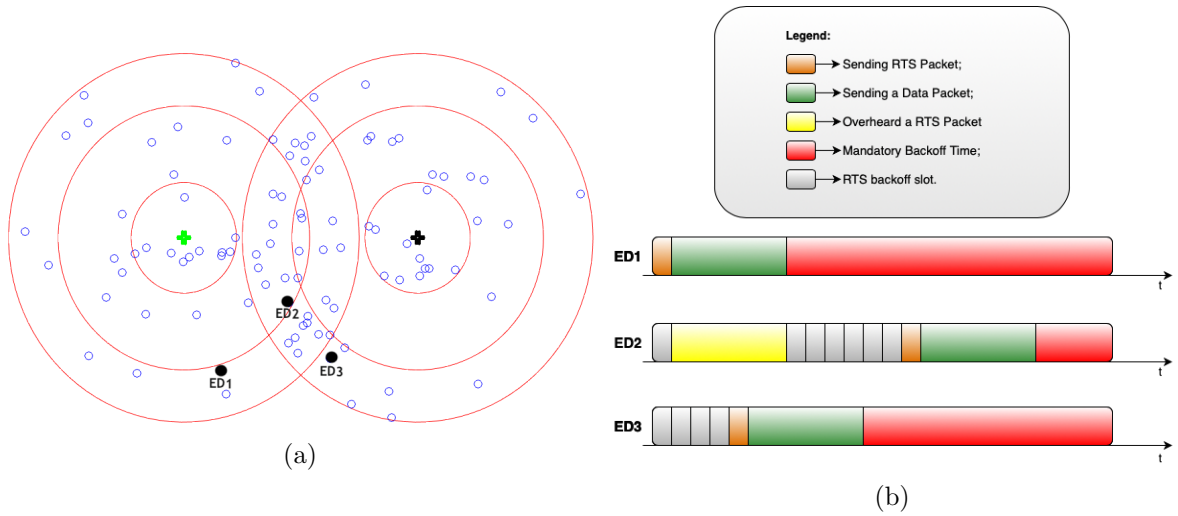 ED1
ED2
ED3
(a)
Legend:
Sending RTS Packet;
Sending a Data Packet;
Overheard a RTS Packet
Mandatory Backoff Time;
RTS backoff slot.
ED1
t
ED2
t
ED3
t
(b)